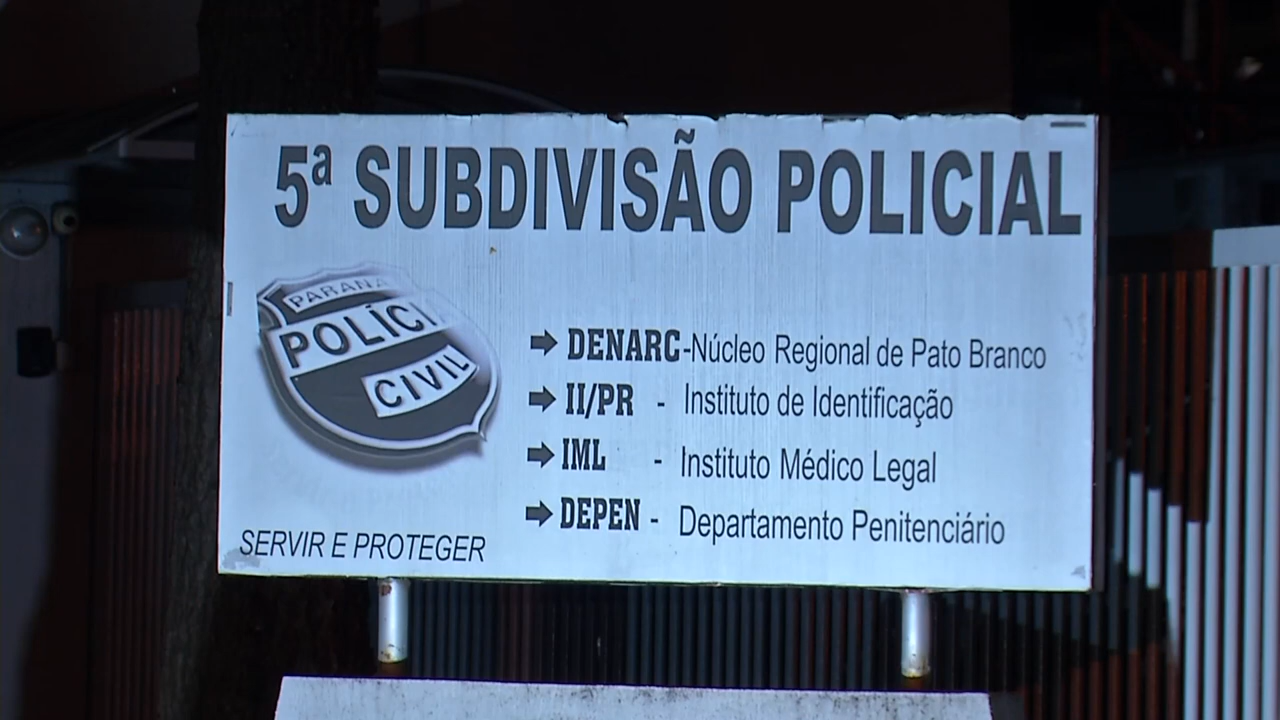 5ª SUBDIVISÃO POLICIAL
PARANÁ
POLÍCIA
CIVIL
DENARC-Núcleo Regional de Pato Branco
II/PR - Instituto de Identificação
IML - Instituto Médico Legal
DEPEN - Departamento Penitenciário
SERVIR E PROTEGER